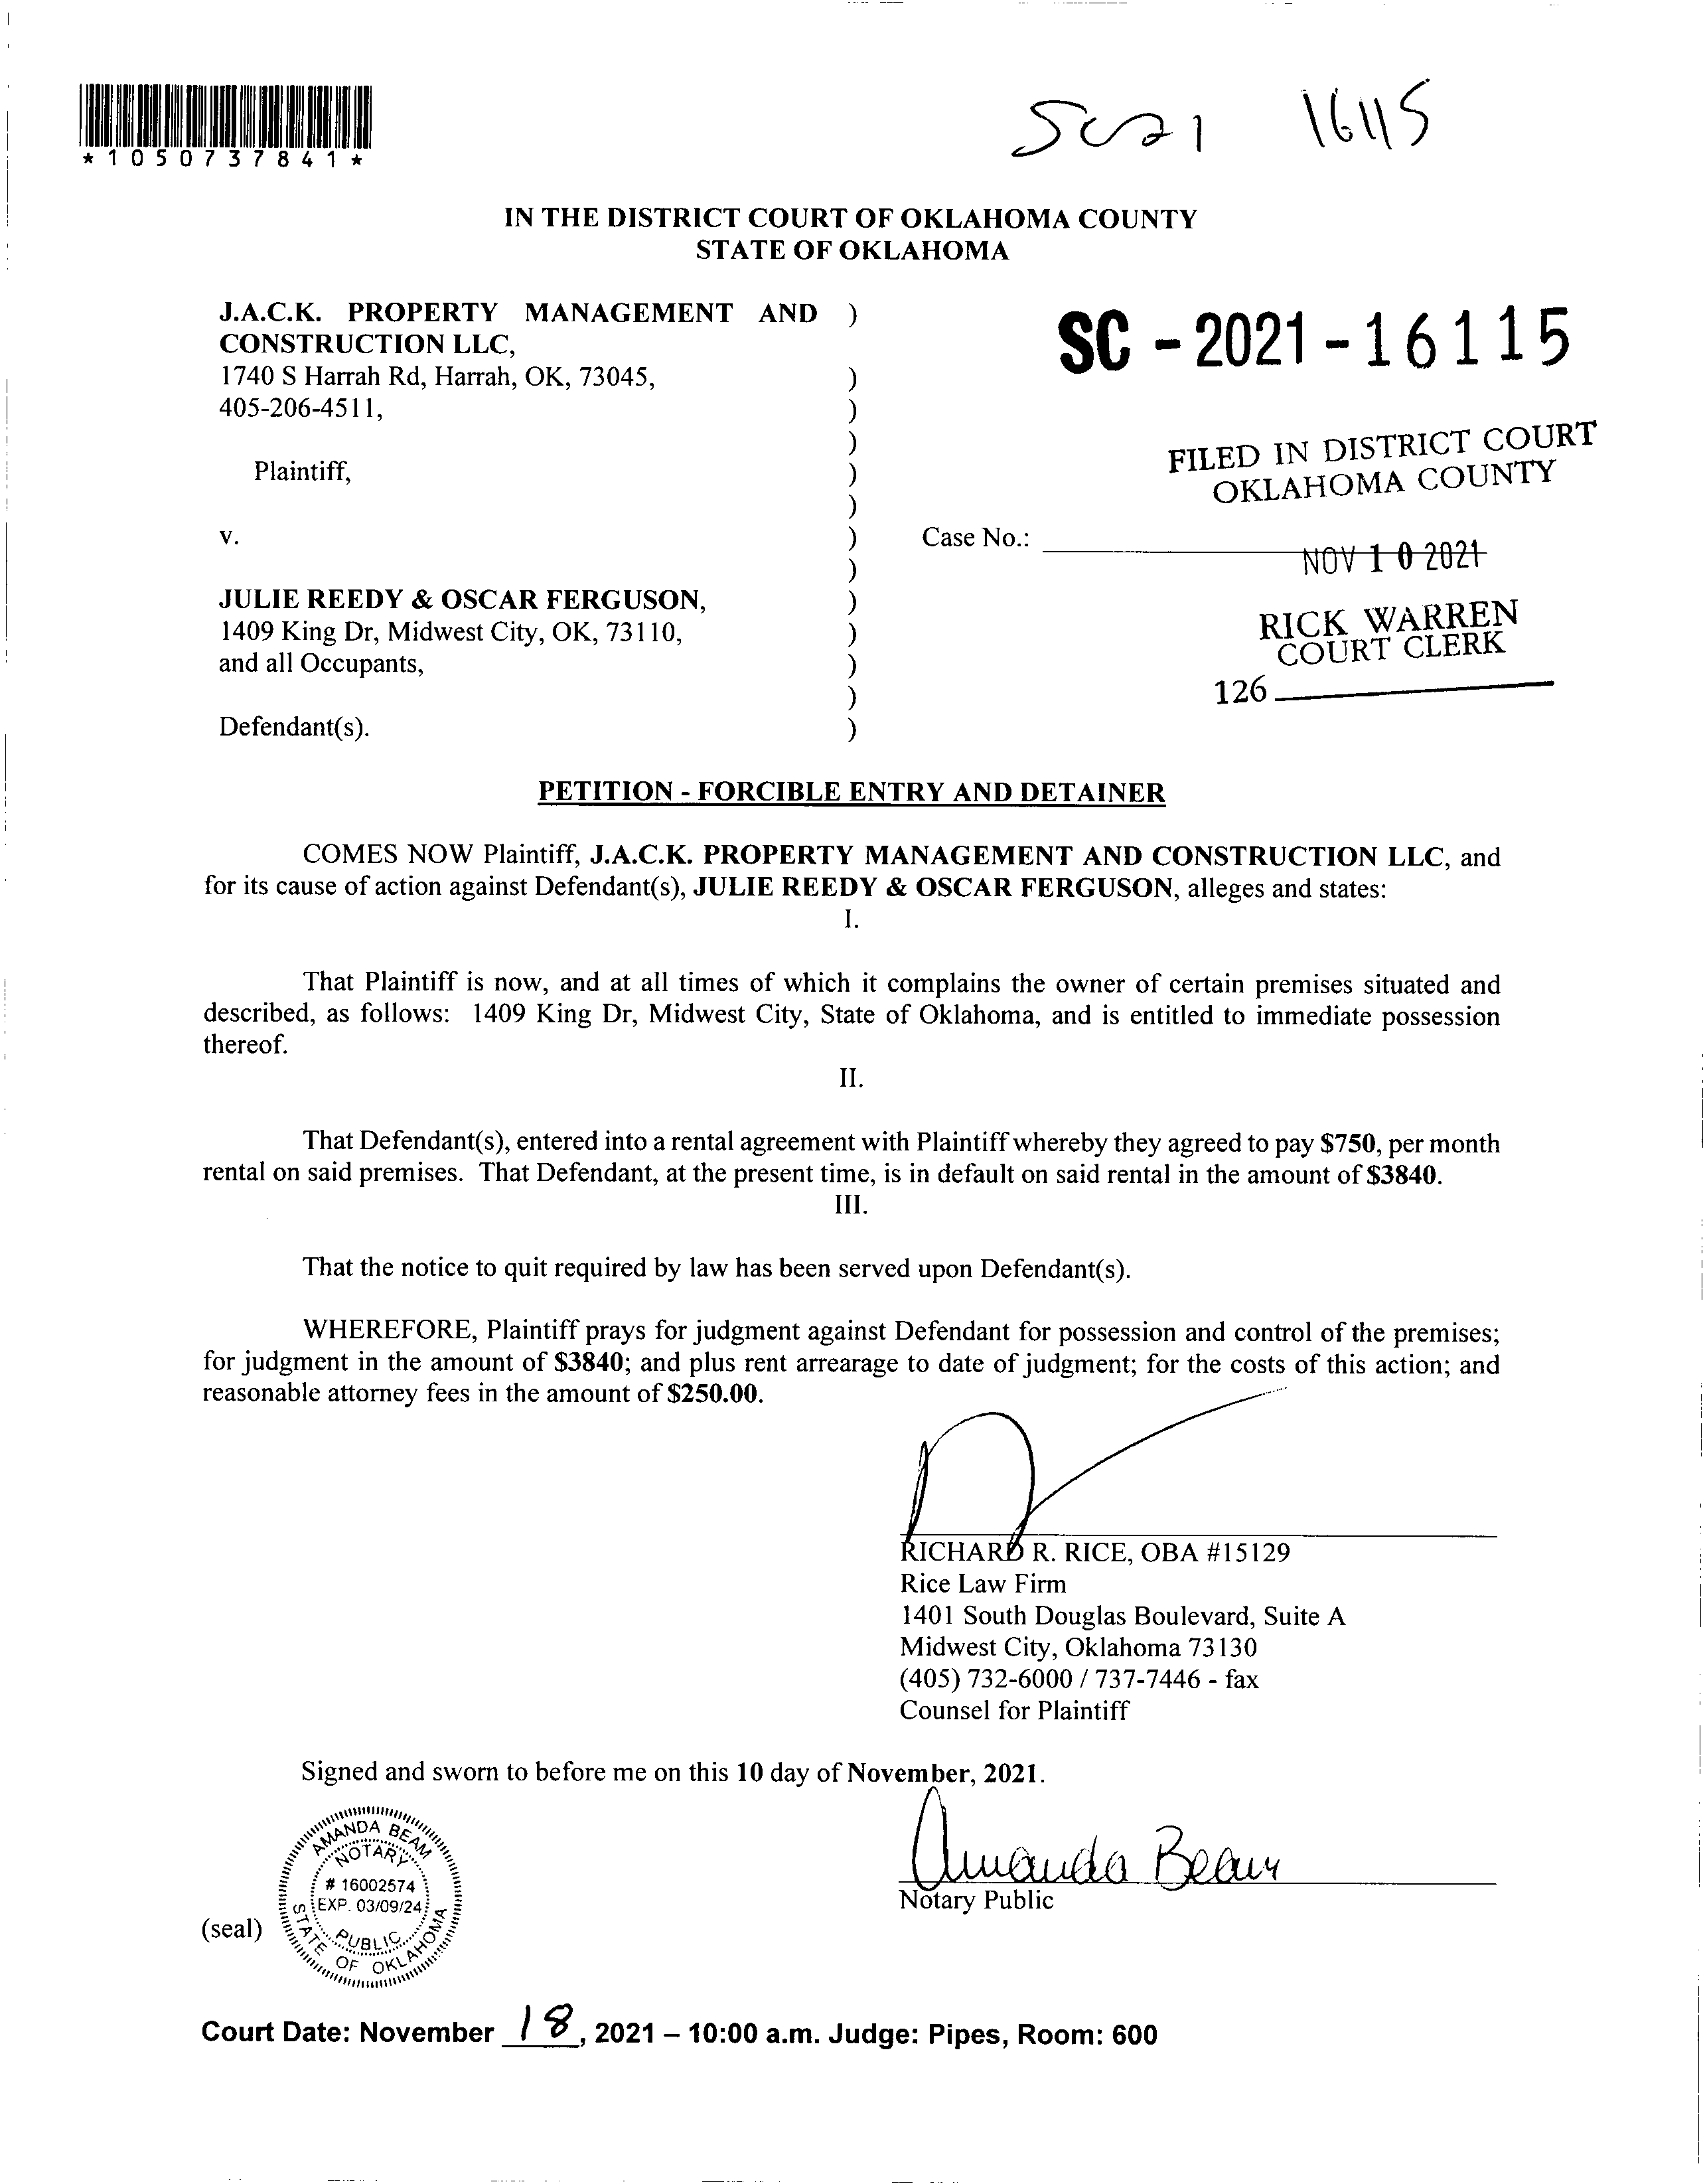 *1050737841*
SC21 16115
IN THE DISTRICT COURT OF OKLAHOMA COUNTY
STATE OF OKLAHOMA
J.A.C.K. PROPERTY MANAGEMENT AND )
CONSTRUCTION LLC,
1740 S Harrah Rd, Harrah, OK, 73045, )
405-206-4511, )
)
Plaintiff, )
)
v. )
)
JULIE REEDY & OSCAR FERGUSON, )
1409 King Dr, Midwest City, OK, 73110, )
and all Occupants, )
)
Defendant(s). )
SC - 2021 - 16115
FILED IN DISTRICT COURT
OKLAHOMA COUNTY
Case No.:
NOV 10 2021
RICK WARREN
COURT CLERK
126
PETITION - FORCIBLE ENTRY AND DETAINER
COMES NOW Plaintiff, J.A.C.K. PROPERTY MANAGEMENT AND CONSTRUCTION LLC, and
for its cause of action against Defendant(s), JULIE REEDY & OSCAR FERGUSON, alleges and states:
I.
That Plaintiff is now, and at all times of which it complains the owner of certain premises situated and
described, as follows: 1409 King Dr, Midwest City, State of Oklahoma, and is entitled to immediate possession
thereof.
II.
That Defendant(s), entered into a rental agreement with Plaintiff whereby they agreed to pay $750, per month
rental on said premises. That Defendant, at the present time, is in default on said rental in the amount of $3840.
III.
That the notice to quit required by law has been served upon Defendant(s).
WHEREFORE, Plaintiff prays for judgment against Defendant for possession and control of the premises;
for judgment in the amount of $3840; and plus rent arrearage to date of judgment; for the costs of this action; and
reasonable attorney fees in the amount of $250.00.
RICHARD R. RICE, OBA #15129
Rice Law Firm
1401 South Douglas Boulevard, Suite A
Midwest City, Oklahoma 73130
(405) 732-6000 / 737-7446 - fax
Counsel for Plaintiff
Signed and sworn to before me on this 10 day of November, 2021.
Amanda Beam
Notary Public
(seal)
AMANDA BEAM
NOTARY
# 16002574
EXP. 03/09/24
PUBLIC
STATE OF OKLAHOMA
Court Date: November 18, 2021 – 10:00 a.m. Judge: Pipes, Room: 600